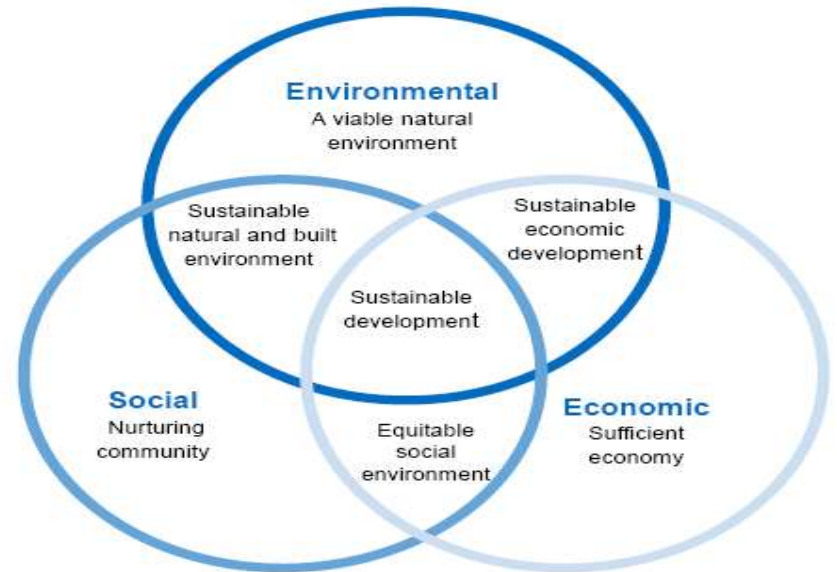 Environmental
A viable natural
environment
Sustainable
natural and built
environment
Sustainable
economic
development
Sustainable
development
Social
Nurturing
community
Equitable
social
environment
Economic
Sufficient
economy